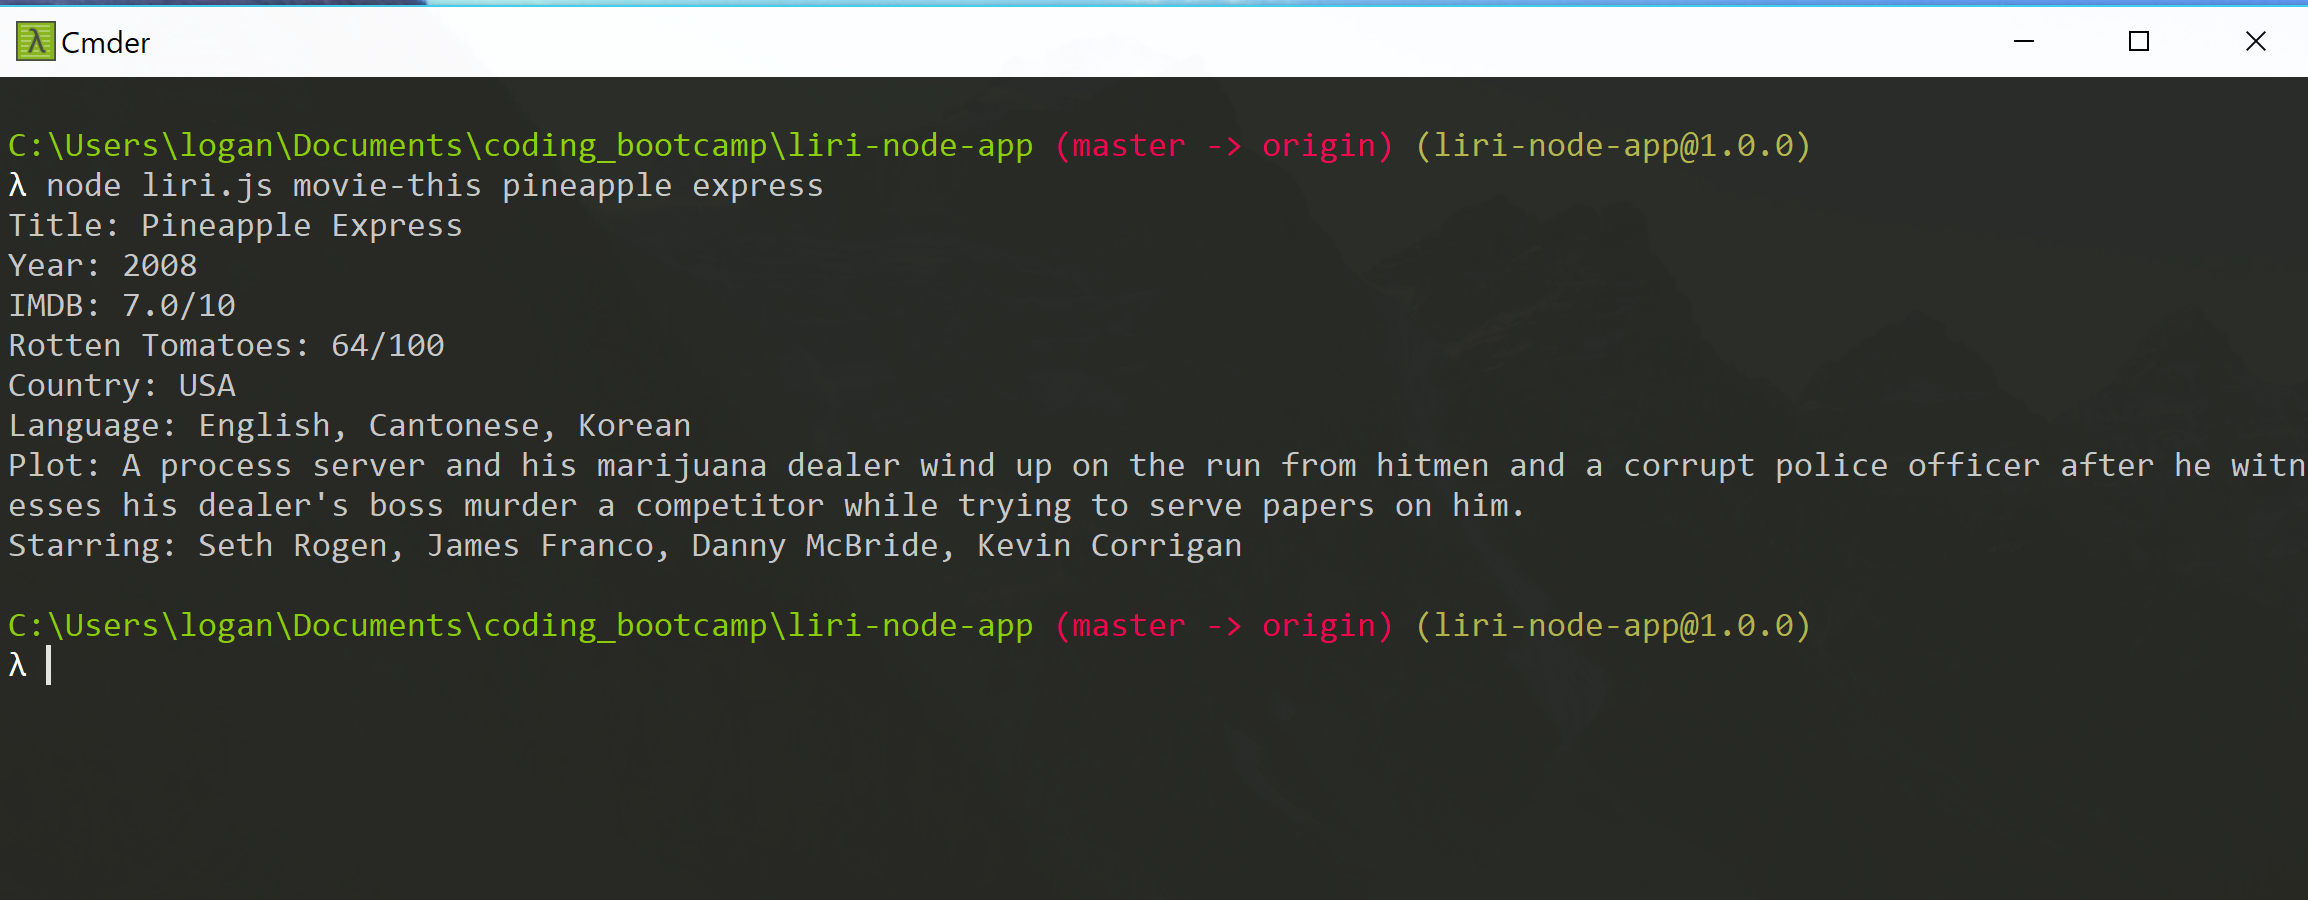 Cmder
C:\Users\logan\Documents\coding_bootcamp\liri-node-app (master -> origin) (liri-node-app@1.0.0)
λ node liri.js movie-this pineapple express
Title: Pineapple Express
Year: 2008
IMDB: 7.0/10
Rotten Tomatoes: 64/100
Country: USA
Language: English, Cantonese, Korean
Plot: A process server and his marijuana dealer wind up on the run from hitmen and a corrupt police officer after he witn
esses his dealer's boss murder a competitor while trying to serve papers on him.
Starring: Seth Rogen, James Franco, Danny McBride, Kevin Corrigan
C:\Users\logan\Documents\coding_bootcamp\liri-node-app (master -> origin) (liri-node-app@1.0.0)
λ